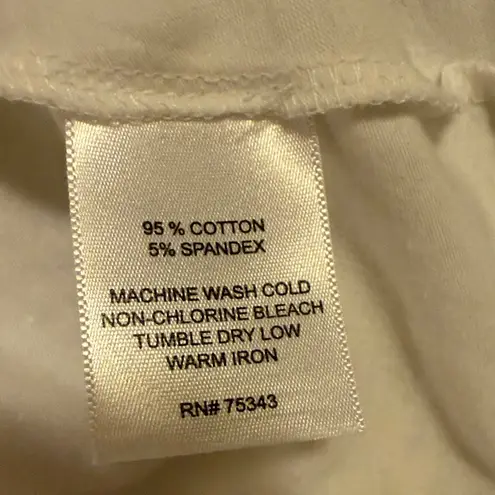 95 % COTTON
5% SPANDEX
MACHINE WASH COLD
NON-CHLORINE BLEACH
TUMBLE DRY LOW
WARM IRON
RN# 75343